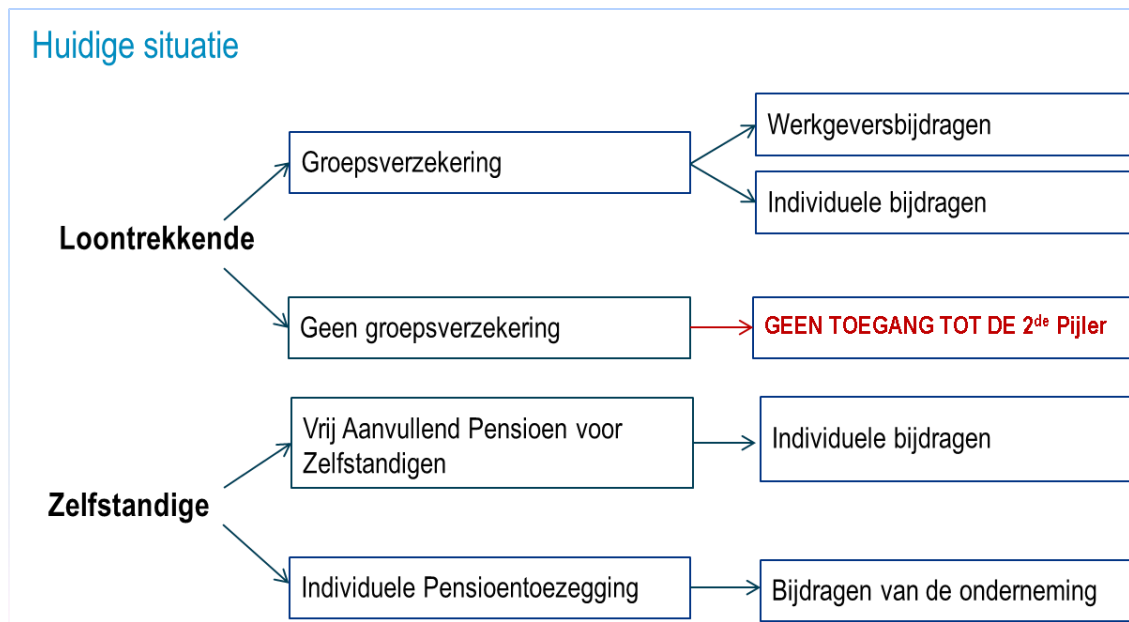 Huidige situatie
Werkgeversbijdragen
Groepsverzekering
Individuele bijdragen
Loontrekkende
Geen groepsverzekering
GEEN TOEGANG TOT DE 2de Pijler
Vrij Aanvullend Pensioen voor
Zelfstandigen
Individuele bijdragen
Zelfstandige
Individuele Pensioentoezegging
Bijdragen van de onderneming